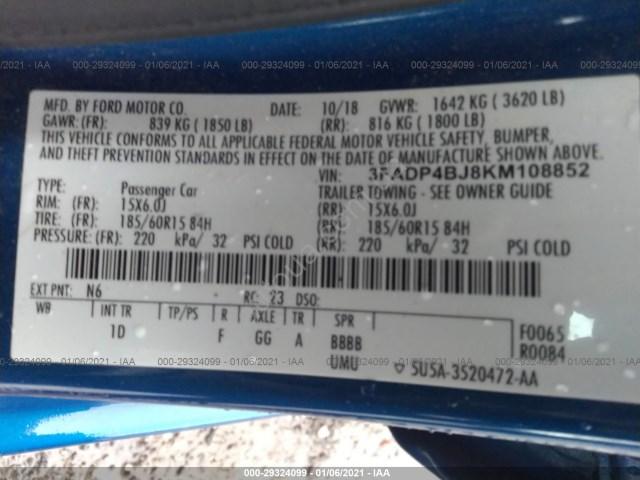 000-29324099 - 01/06/2021 - IAA
MFD. BY FORD MOTOR CO. DATE: 10/18 GVWR: 1642 KG ( 3620 LB)
GAWR: (FR): 839 KG ( 1850 LB) (RR): 816 KG ( 1800 LB)
THIS VEHICLE CONFORMS TO ALL APPLICABLE FEDERAL MOTOR VEHICLE SAFETY, BUMPER,
AND THEFT PREVENTION STANDARDS IN EFFECT ON THE DATE OF MANUFACTURE SHOWN ABOVE.
VIN: 3FADP4BJ8KM108852
TYPE: Passenger Car TRAILER TOWING - SEE OWNER GUIDE
RIM: (FR): 15X6.0J (RR): 15X6.0J
TIRE: (FR): 185/60R15 84H (RR): 185/60R15 84H
PRESSURE: (FR): 220 kPa/ 32 PSI COLD (RR): 220 kPa/ 32 PSI COLD
EXT PNT: N6 RC: 23 DSO:
WB INT TR TP/PS R AXLE TR SPR
1D F GG A BBBB
UMU
F0065
R0084
5U5A-3520472-AA
000-29324099 - 01/06/2021 - IAA